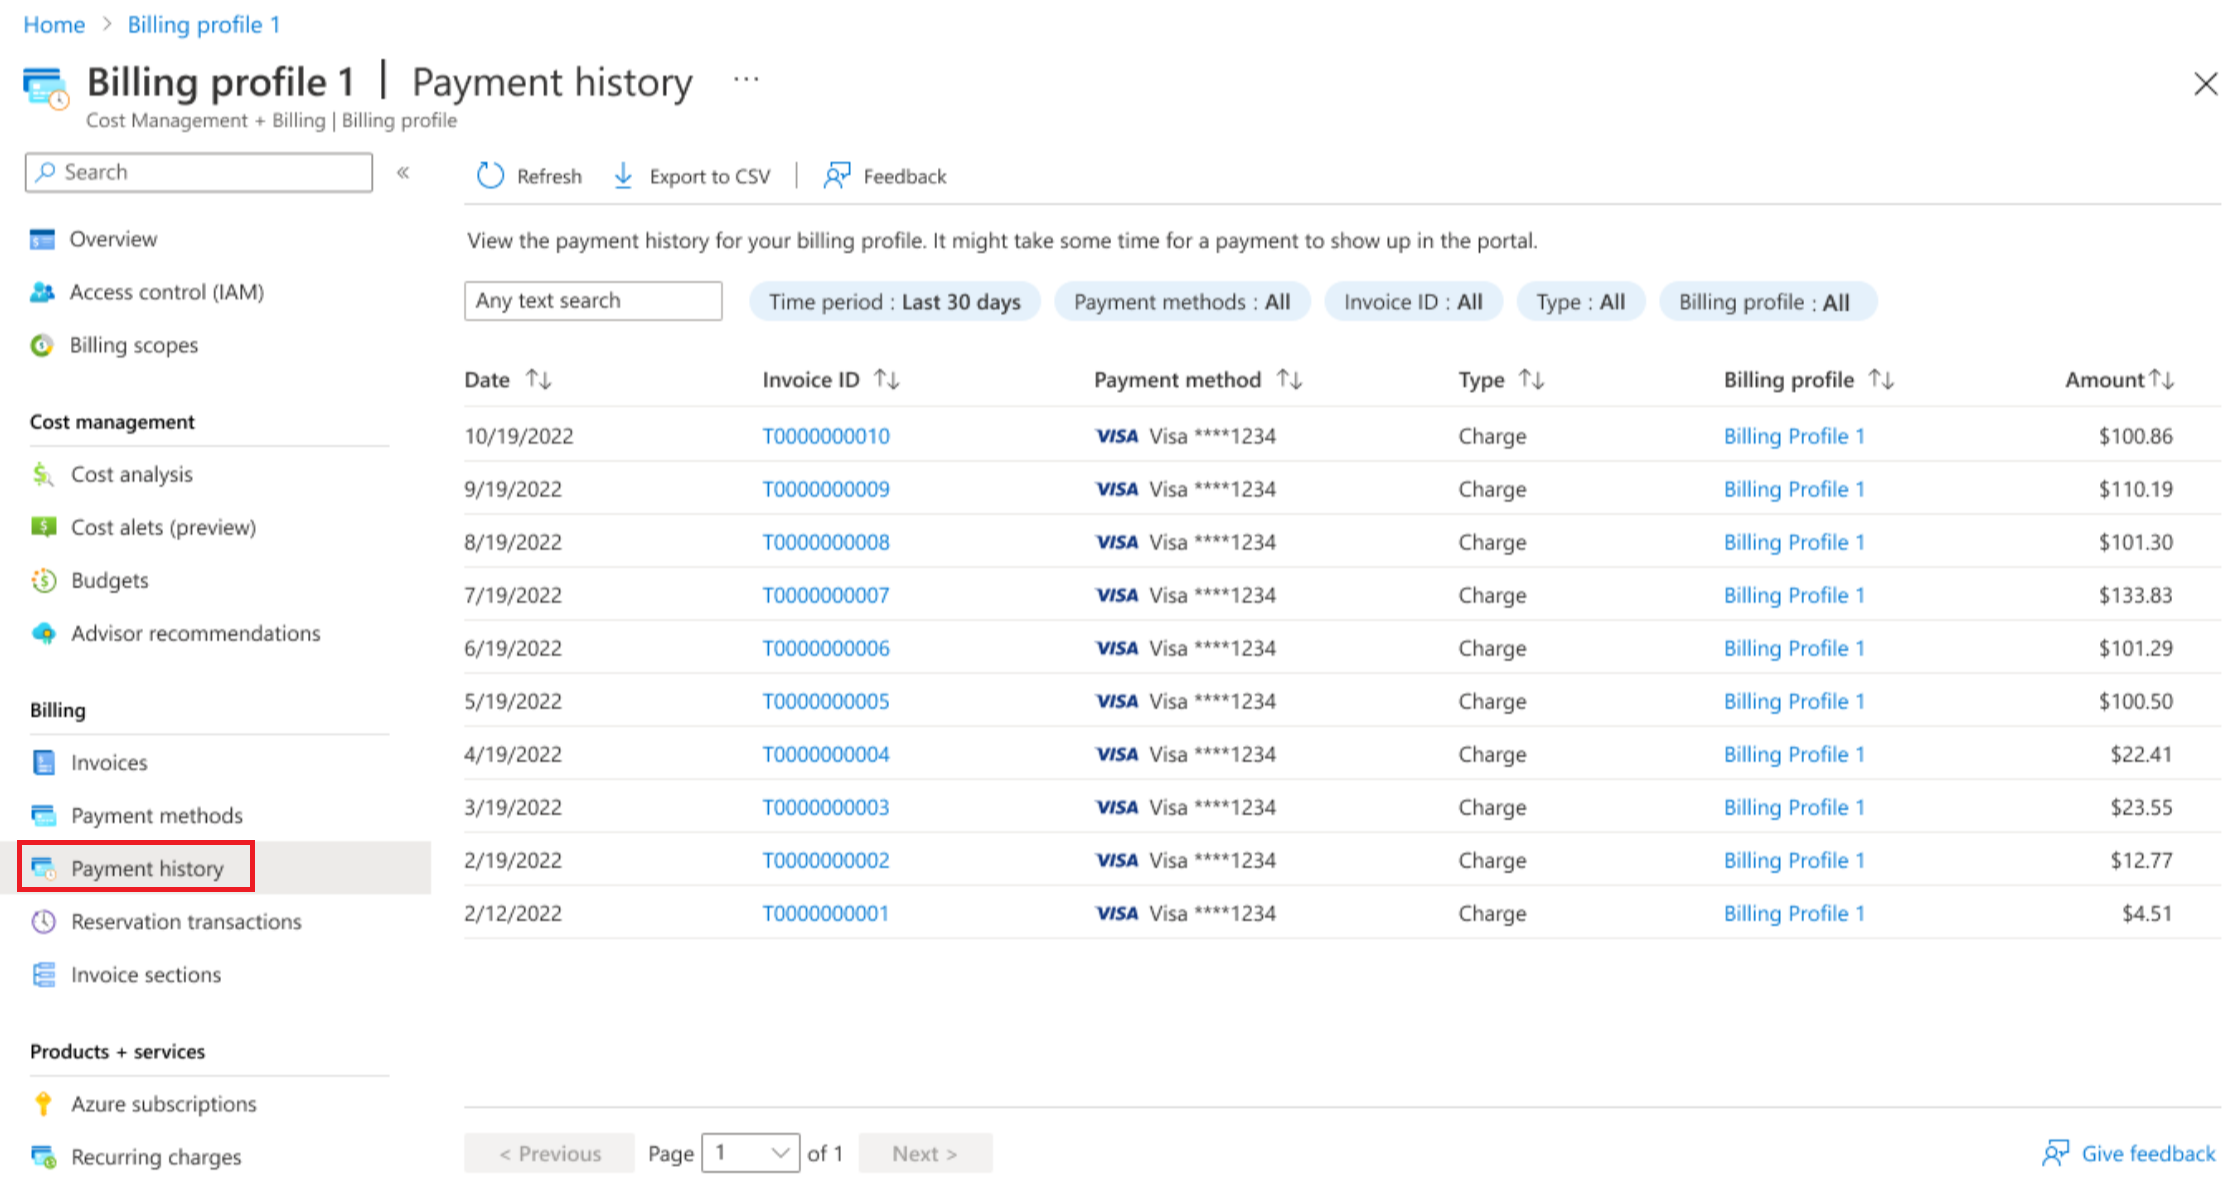 Home > Billing profile 1
Billing profile 1 | Payment history ...
Cost Management + Billing | Billing profile
Search «
Overview
Access control (IAM)
Billing scopes
Cost management
Cost analysis
Cost alets (preview)
Budgets
Advisor recommendations
Billing
Invoices
Payment methods
Payment history
Reservation transactions
Invoice sections
Products + services
Azure subscriptions
Recurring charges
Refresh Export to CSV | Feedback
View the payment history for your billing profile. It might take some time for a payment to show up in the portal.
Any text search Time period : Last 30 days Payment methods : All Invoice ID : All Type : All Billing profile : All
Date ↑↓ Invoice ID ↑↓ Payment method ↑↓ Type ↑↓ Billing profile ↑↓ Amount ↑↓
10/19/2022 T0000000010 VISA Visa ****1234 Charge Billing Profile 1 $100.86
9/19/2022 T0000000009 VISA Visa ****1234 Charge Billing Profile 1 $110.19
8/19/2022 T0000000008 VISA Visa ****1234 Charge Billing Profile 1 $101.30
7/19/2022 T0000000007 VISA Visa ****1234 Charge Billing Profile 1 $133.83
6/19/2022 T0000000006 VISA Visa ****1234 Charge Billing Profile 1 $101.29
5/19/2022 T0000000005 VISA Visa ****1234 Charge Billing Profile 1 $100.50
4/19/2022 T0000000004 VISA Visa ****1234 Charge Billing Profile 1 $22.41
3/19/2022 T0000000003 VISA Visa ****1234 Charge Billing Profile 1 $23.55
2/19/2022 T0000000002 VISA Visa ****1234 Charge Billing Profile 1 $12.77
2/12/2022 T0000000001 VISA Visa ****1234 Charge Billing Profile 1 $4.51
< Previous Page 1 of 1 Next >
Give feedback